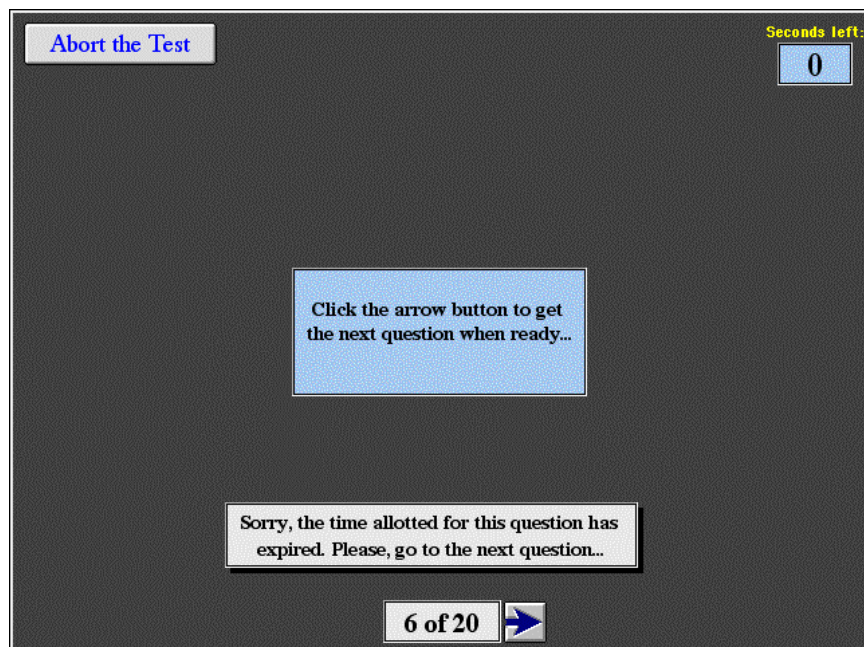 Abort the Test
Seconds left:
0
Click the arrow button to get
the next question when ready...
Sorry, the time allotted for this question has
expired. Please, go to the next question...
6 of 20